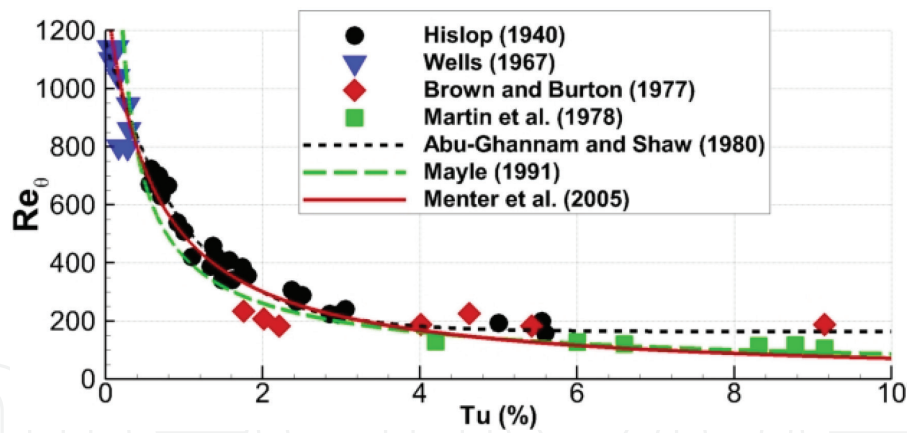 1200
1000
800
600
400
200
0
Reθ
Hislop (1940)
Wells (1967)
Brown and Burton (1977)
Martin et al. (1978)
Abu-Ghannam and Shaw (1980)
Mayle (1991)
Menter et al. (2005)
0 2 4 6 8 10
Tu (%)